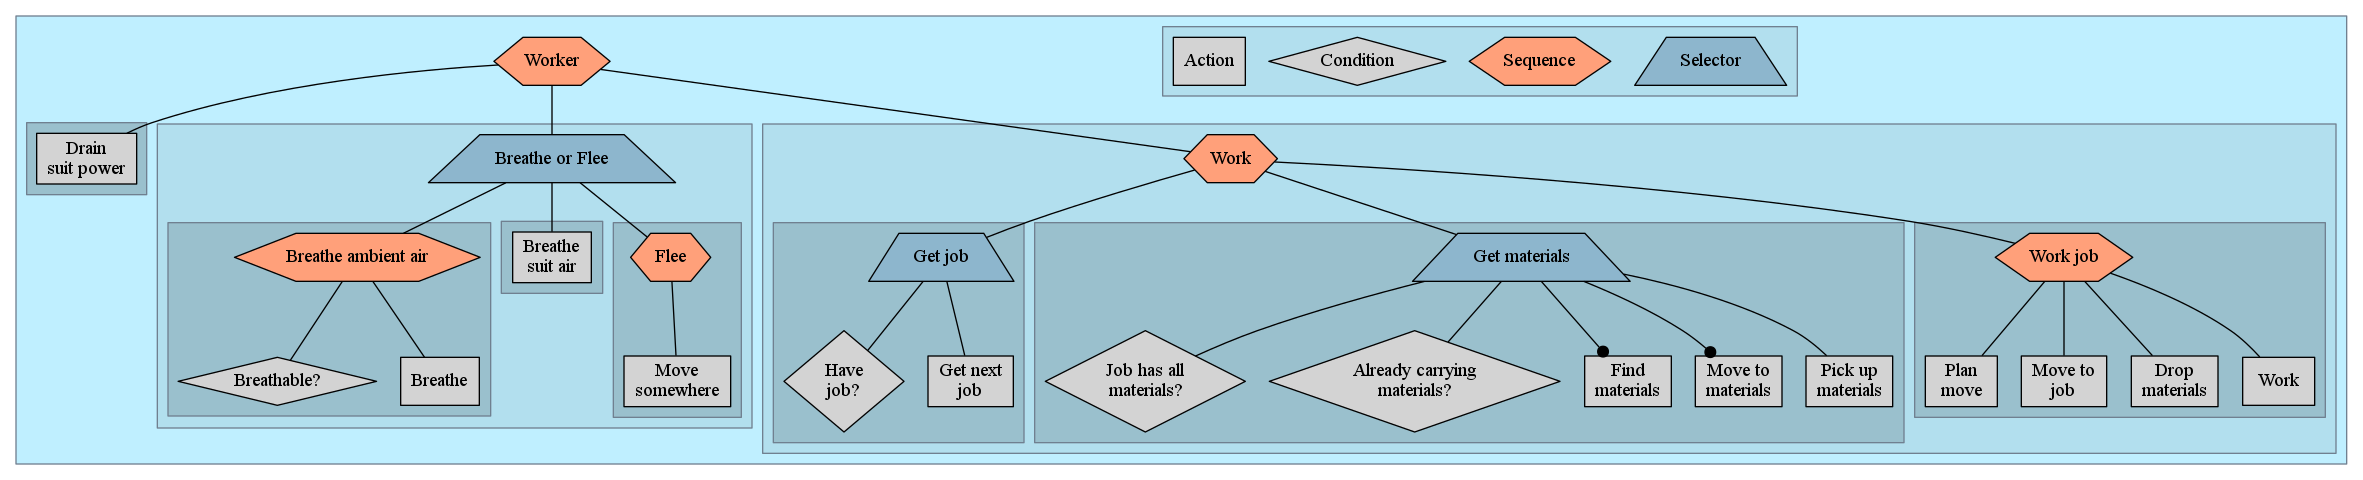 Worker
Action
Condition
Sequence
Selector
Drain
suit power
Breathe or Flee
Work
Breathe ambient air
Breathe
suit air
Flee
Get job
Get materials
Work job
Breathable?
Breathe
Move
somewhere
Have
job?
Get next
job
Job has all
materials?
Already carrying
materials?
Find
materials
Move to
materials
Pick up
materials
Plan
move
Move to
job
Drop
materials
Work